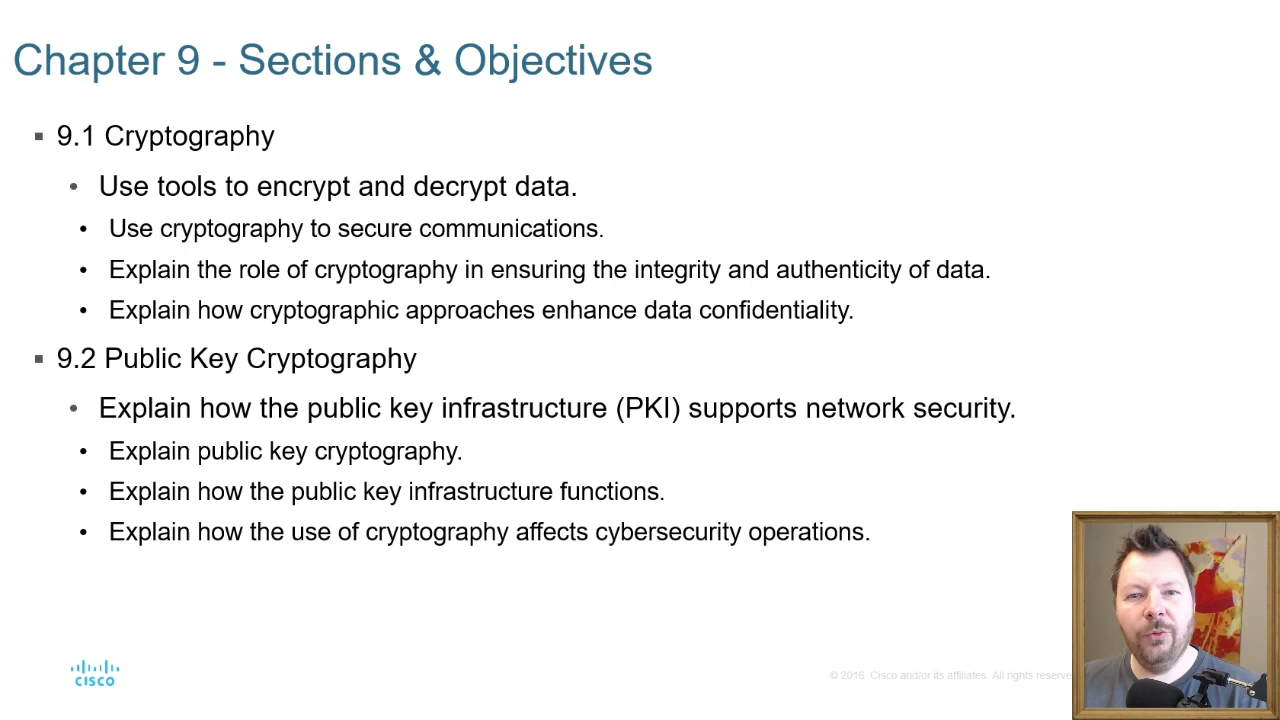 Chapter 9 - Sections & Objectives
▪ 9.1 Cryptography
• Use tools to encrypt and decrypt data.
• Use cryptography to secure communications.
• Explain the role of cryptography in ensuring the integrity and authenticity of data.
• Explain how cryptographic approaches enhance data confidentiality.
▪ 9.2 Public Key Cryptography
• Explain how the public key infrastructure (PKI) supports network security.
• Explain public key cryptography.
• Explain how the public key infrastructure functions.
• Explain how the use of cryptography affects cybersecurity operations.
CISCO
© 2016 Cisco and/or its affiliates. All rights